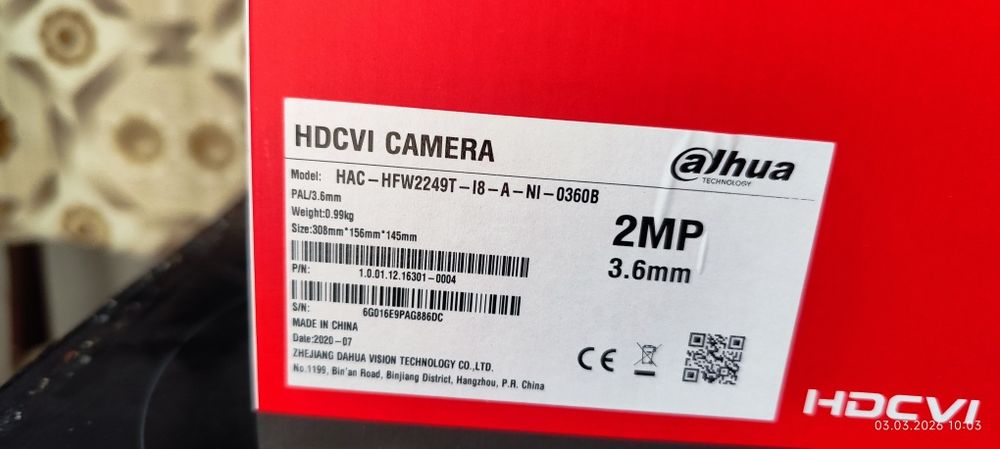 HDCVI CAMERA
alhua
TECHNOLOGY
Model: HAC-HFW2249T-I8-A-NI-0360B
PAL/3.6mm
Weight:0.99kg
Size:308mm*156mm*145mm
2MP
3.6mm
P/N: 1.0.01.12.16301-0004
S/N: 6G016E9PAG886DC
MADE IN CHINA
Date:2020-07
ZHEJIANG DAHUA VISION TECHNOLOGY CO.,LTD.
No.1199, Bin'an Road, Binjiang District, Hangzhou, P.R. China
CE
HDCVI
03.03.2026 10:03